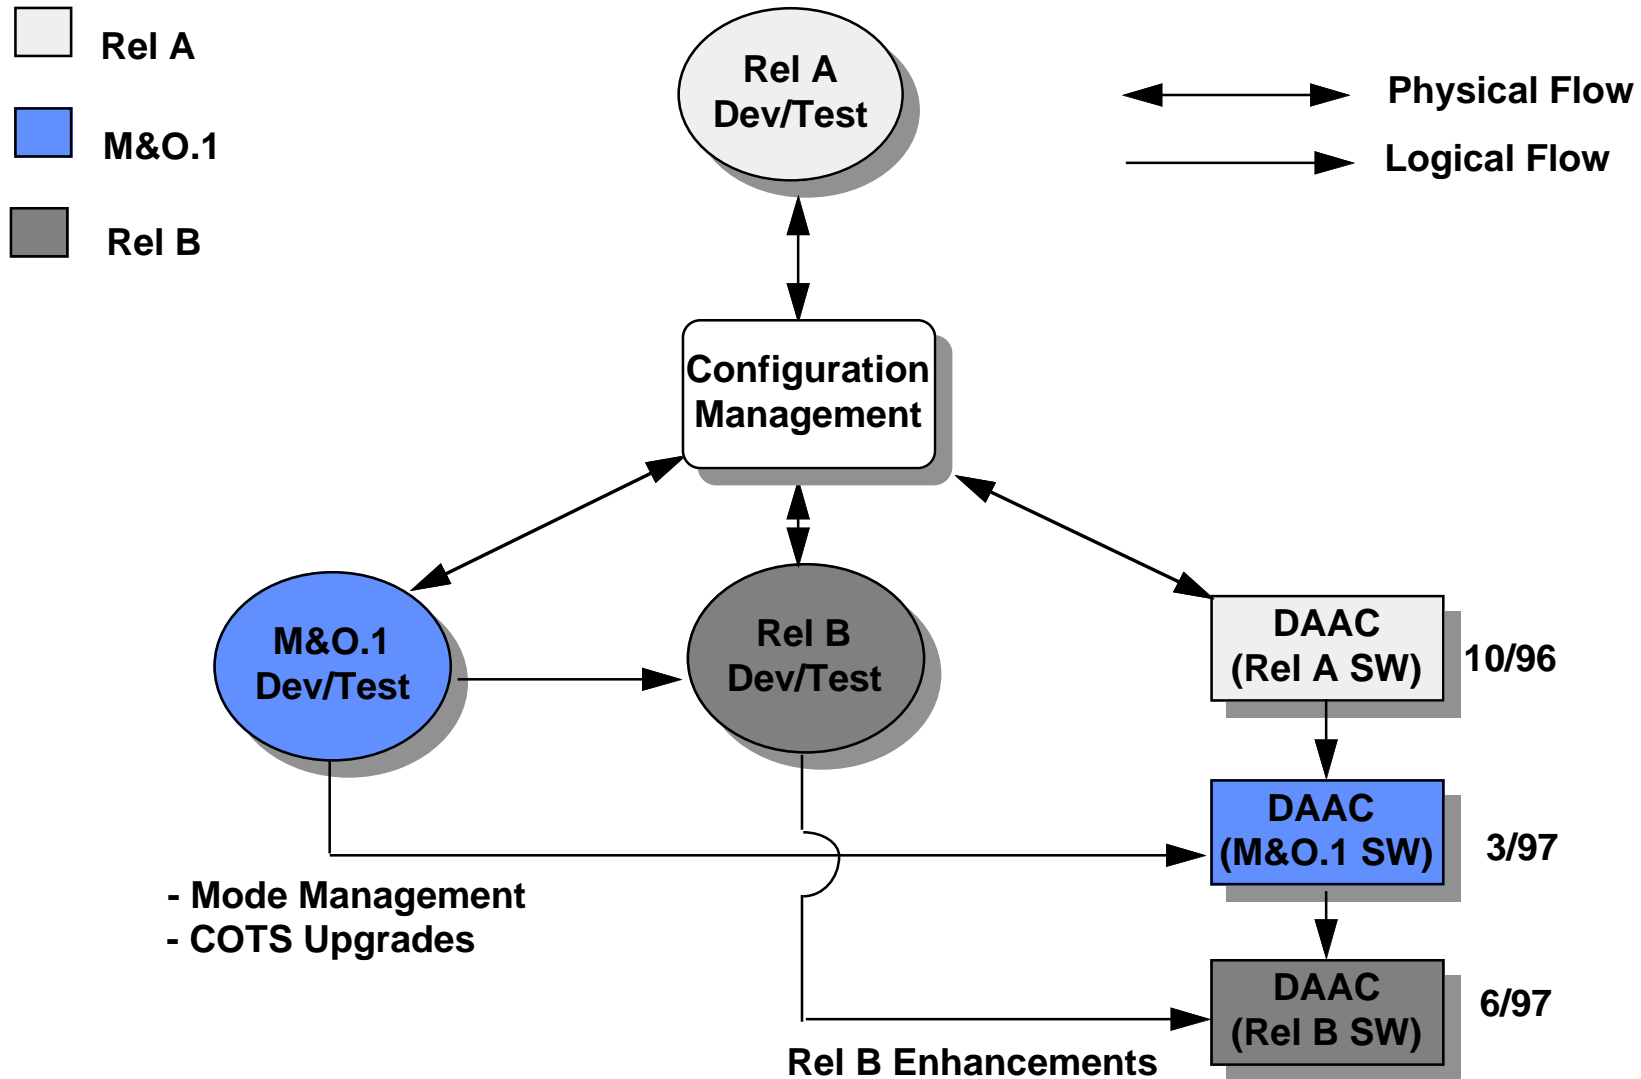 Rel A
M&O.1
Rel B
Rel A
Dev/Test
Physical Flow
Logical Flow
Configuration
Management
M&O.1
Dev/Test
Rel B
Dev/Test
DAAC
(Rel A SW)
10/96
DAAC
(M&O.1 SW)
3/97
- Mode Management
- COTS Upgrades
DAAC
(Rel B SW)
6/97
Rel B Enhancements